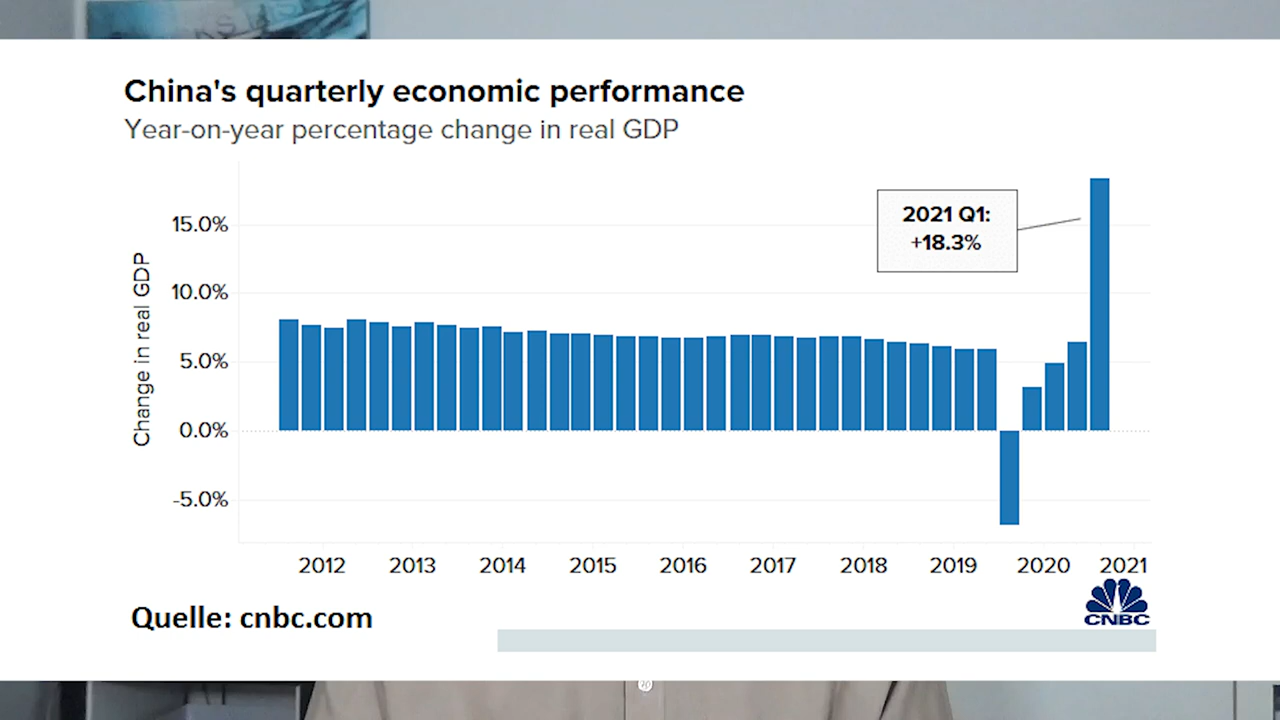 China's quarterly economic performance
Year-on-year percentage change in real GDP
2021 Q1:
+18.3%
15.0%
10.0%
5.0%
0.0%
-5.0%
Change in real GDP
2012 2013 2014 2015 2016 2017 2018 2019 2020 2021
Quelle: cnbc.com
CNBC